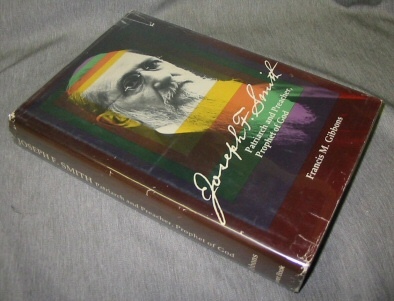 Joseph F. Smith
Patriarch and Preacher,
Prophet of God
Francis M. Gibbons
JOSEPH F. SMITH Patriarch and Preacher, Prophet of God